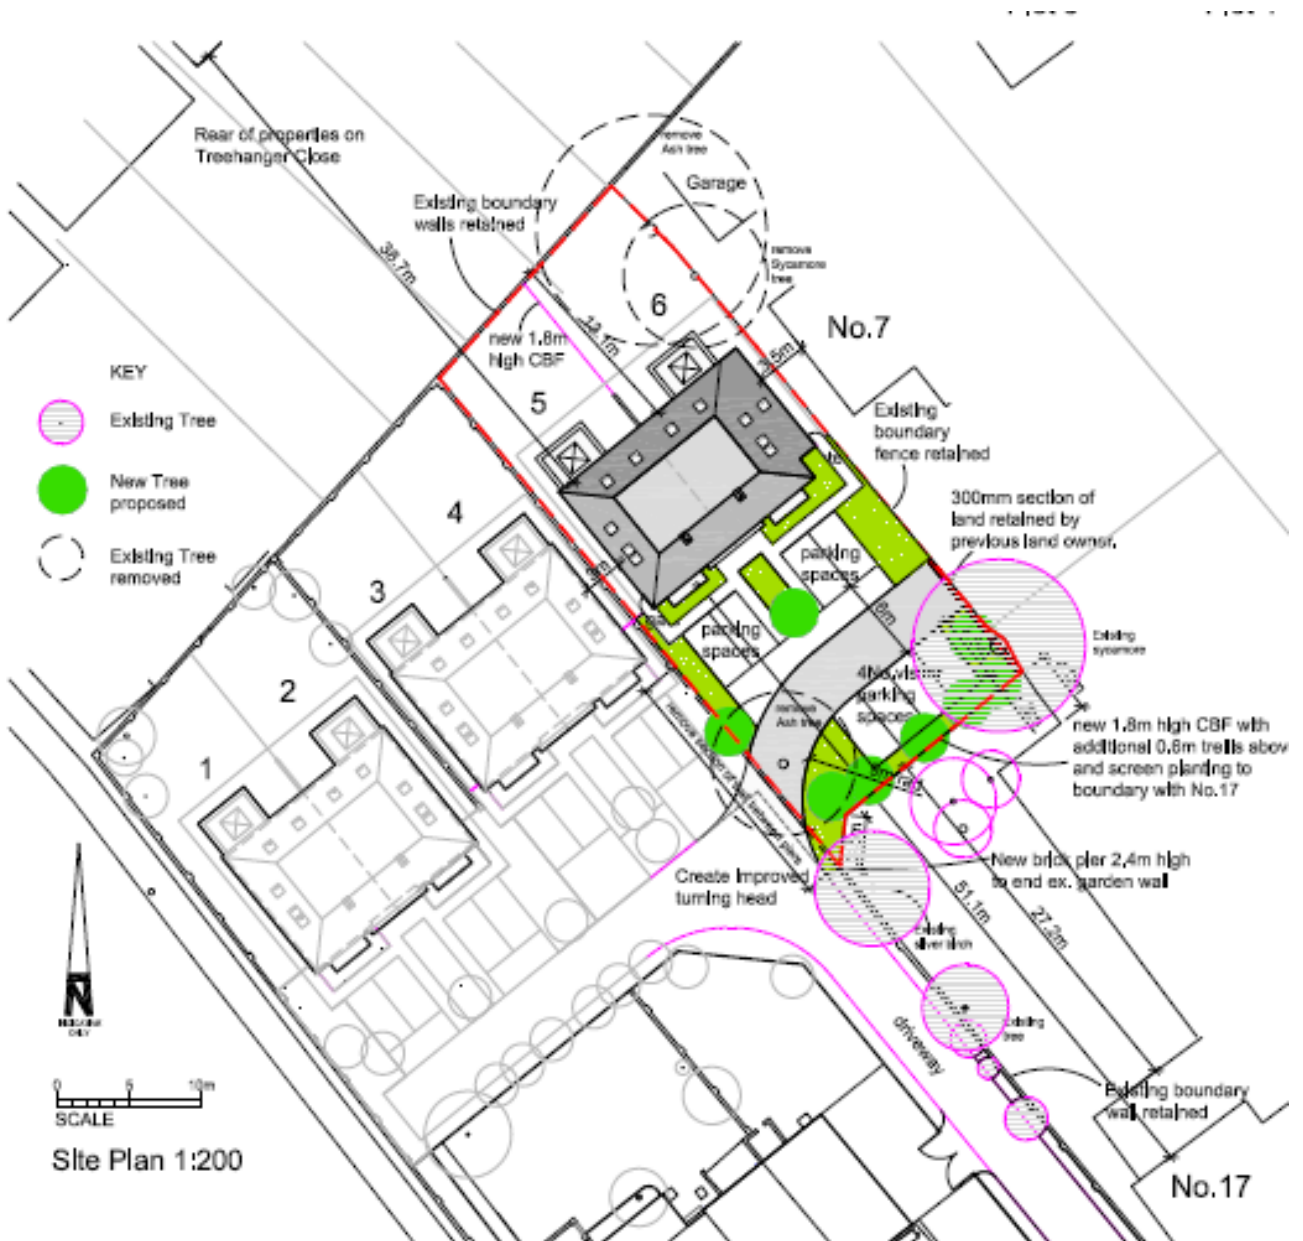 Rear of properties on
Treehanger Close
remove
Ash tree
Garage
Existing boundary
walls retained
38.7m
remove
Sycamore
tree
6
No.7
new 1.8m
high CBF
13.1m
KEY
Existing Tree
New Tree
proposed
Existing Tree
removed
5
Existing
boundary
fence retained
300mm section of
land retained by
previous land owner.
4
parking
spaces
3
parking
spaces
6m
Existing
sycamore
2
4No.vis
parking
spaces
remove
Ash tree
new 1.8m high CBF with
additional 0.6m trellis above
and screen planting to
boundary with No.17
1
Create improved
turning head
New brick pier 2.4m high
to end ex. garden wall
51.1m
27.2m
Existing
silver birch
N
driveway
Existing
tree
0 5 10m
SCALE
Existing boundary
wall retained
Site Plan 1:200
No.17